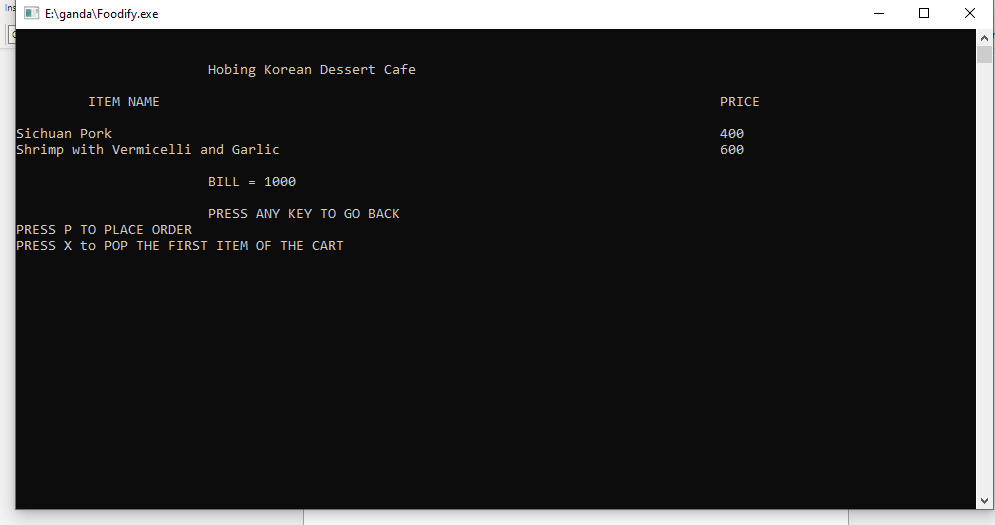 Ins
E:\ganda\Foodify.exe
Hobing Korean Dessert Cafe
ITEM NAME PRICE
Sichuan Pork 400
Shrimp with Vermicelli and Garlic 600
BILL = 1000
PRESS ANY KEY TO GO BACK
PRESS P TO PLACE ORDER
PRESS X to POP THE FIRST ITEM OF THE CART